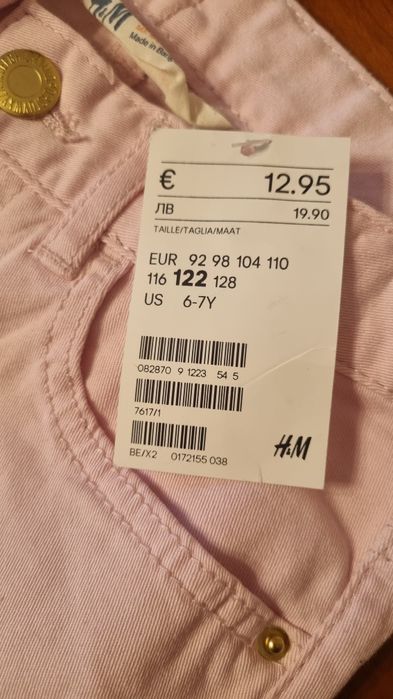 H&M
Made in Bang
€ 12.95
ЛВ 19.90
TAILLE/TAGLIA/MAAT
EUR 92 98 104 110
116 122 128
US 6-7Y
082870 9 1223 54 5
7617/1
BE/X2 0172155 038
H&M